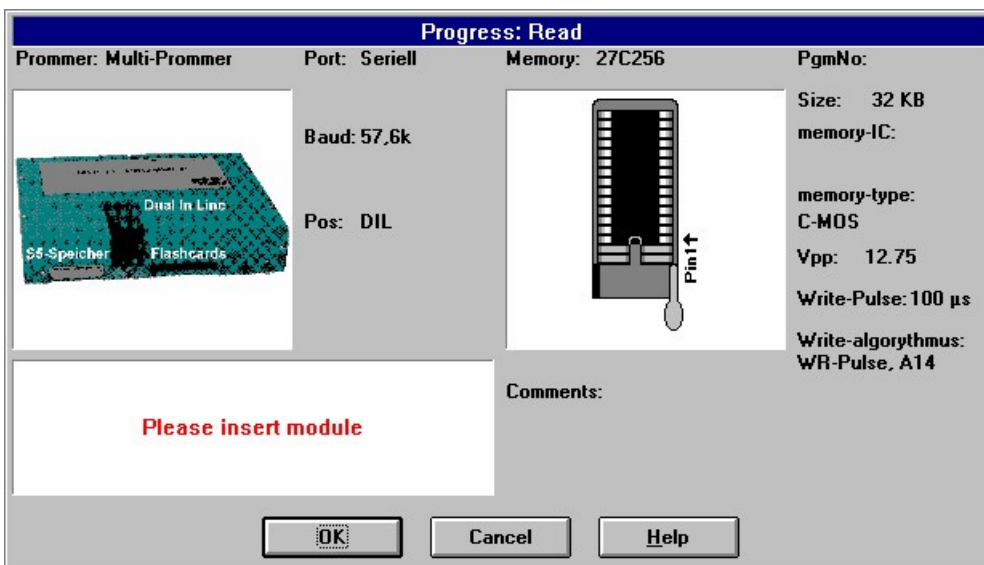 Progress: Read
Prommer: Multi-Prommer
Port: Seriell
Memory: 27C256
PgmNo:
Baud: 57,6k
Pos: DIL
Dual In Line
S5-Speicher
Flashcards
Pin1
Size: 32 KB
memory-IC:
memory-type:
C-MOS
Vpp: 12.75
Write-Pulse: 100 µs
Write-algorythmus:
WR-Pulse, A14
Please insert module
Comments:
OK
Cancel
Help